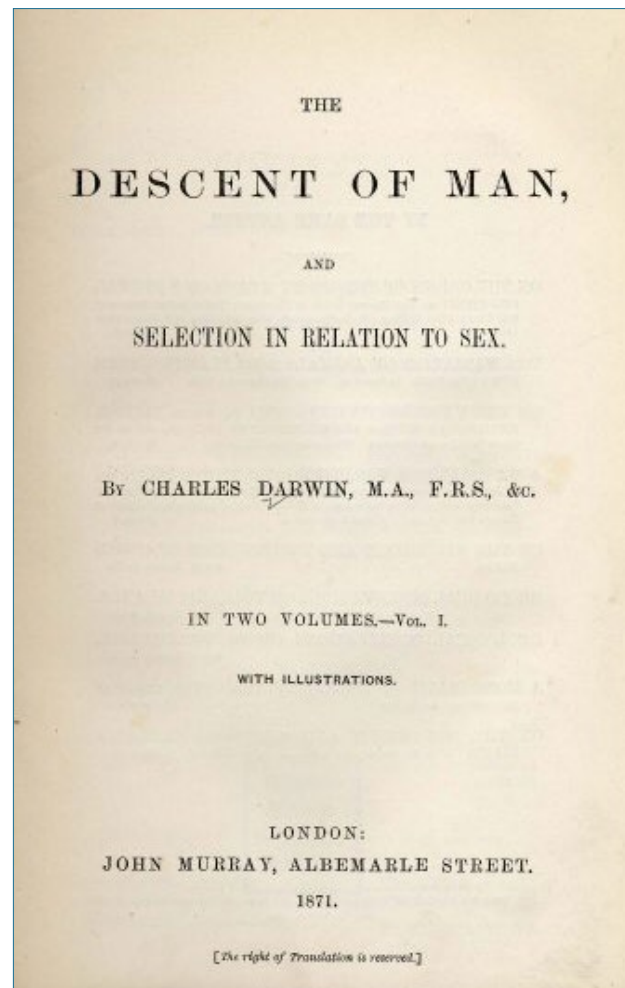 THE
DESCENT OF MAN,
AND
SELECTION IN RELATION TO SEX.
BY CHARLES DARWIN, M.A., F.R.S., &c.
IN TWO VOLUMES.—VOL. I.
WITH ILLUSTRATIONS.
LONDON:
JOHN MURRAY, ALBEMARLE STREET.
1871.
[The right of Translation is reserved.]